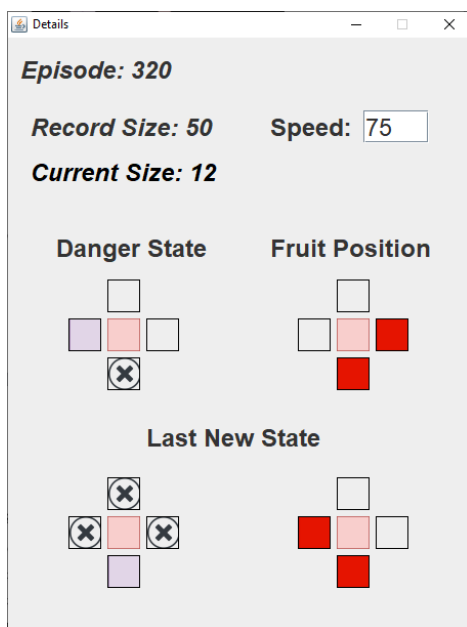 Details
Episode: 320
Record Size: 50
Speed: 75
Current Size: 12
Danger State
Fruit Position
Last New State